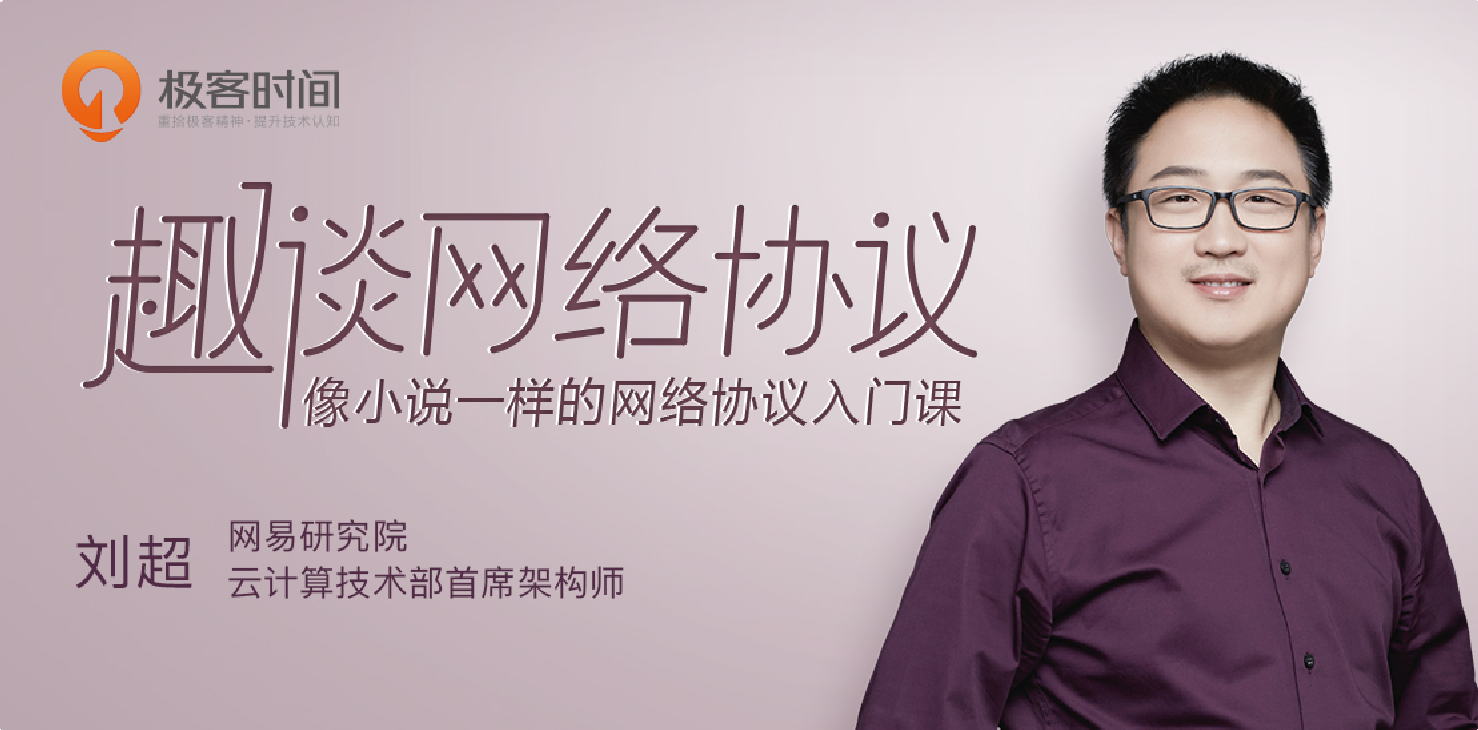 极客时间
重拾极客精神·提升技术认知
趣谈网络协议
像小说一样的网络协议入门课
刘超
网易研究院
云计算技术部首席架构师